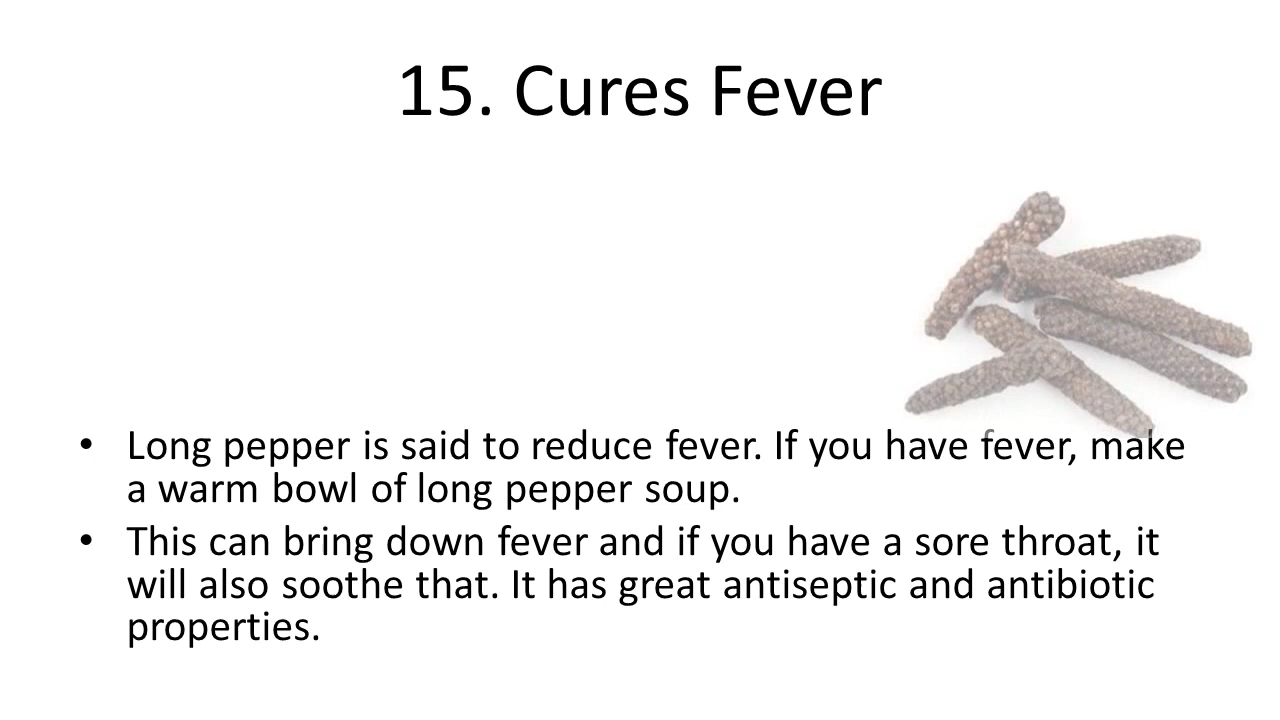 15. Cures Fever
• Long pepper is said to reduce fever. If you have fever, make
a warm bowl of long pepper soup.
• This can bring down fever and if you have a sore throat, it
will also soothe that. It has great antiseptic and antibiotic
properties.